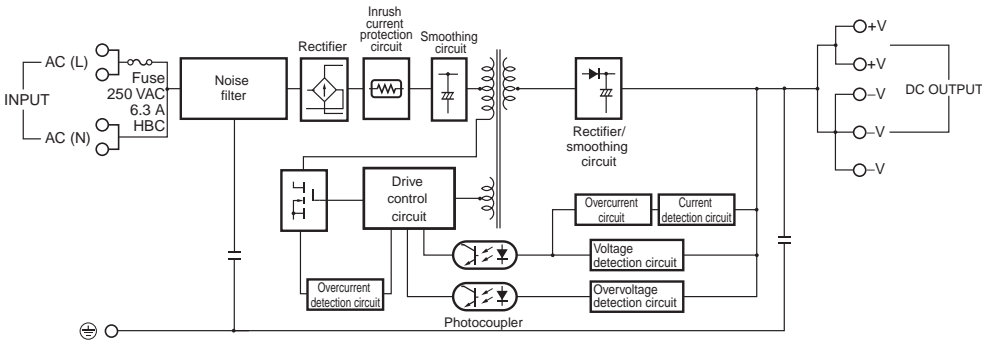 INPUT
AC (L)
AC (N)
Fuse
250 VAC
6.3 A
HBC
Noise
filter
Rectifier
Inrush
current
protection
circuit
Smoothing
circuit
Rectifier/
smoothing
circuit
+V
+V
–V
–V
–V
DC OUTPUT
Drive
control
circuit
Overcurrent
circuit
Current
detection circuit
Voltage
detection circuit
Overcurrent
detection circuit
Overvoltage
detection circuit
Photocoupler